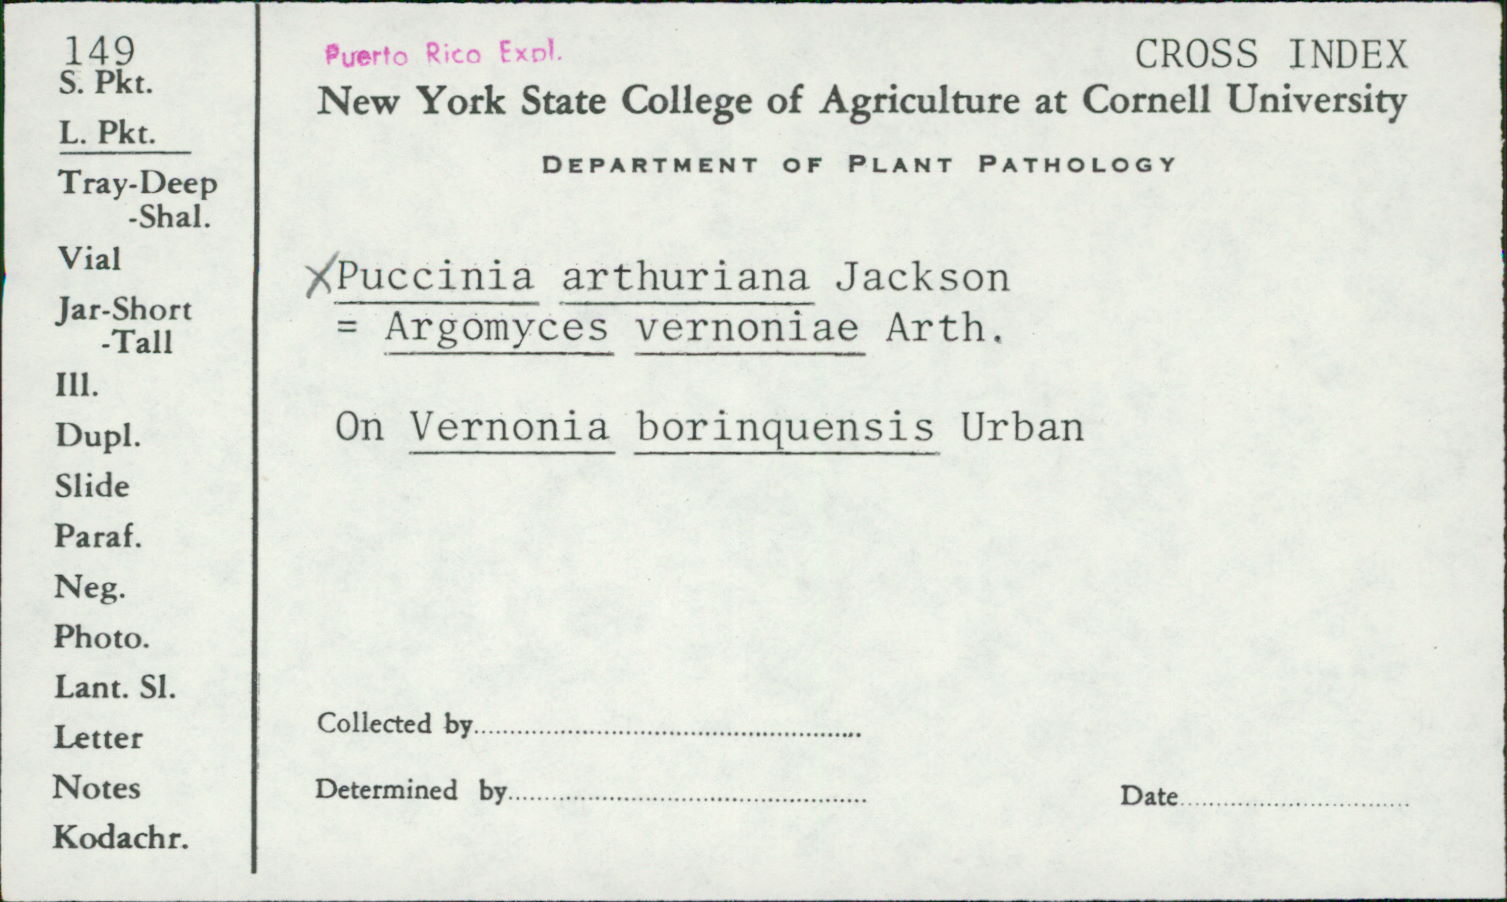 149
S. Pkt.
L. Pkt.
Tray-Deep
-Shal.
Vial
Jar-Short
-Tall
Ill.
Dupl.
Slide
Paraf.
Neg.
Photo.
Lant. Sl.
Letter
Notes
Kodachr.
Puerto Rico Expl.
CROSS INDEX
New York State College of Agriculture at Cornell University
DEPARTMENT OF PLANT PATHOLOGY
XPuccinia arthuriana Jackson
= Argomyces vernoniae Arth.
On Vernonia borinquensis Urban
Collected by
Determined by
Date